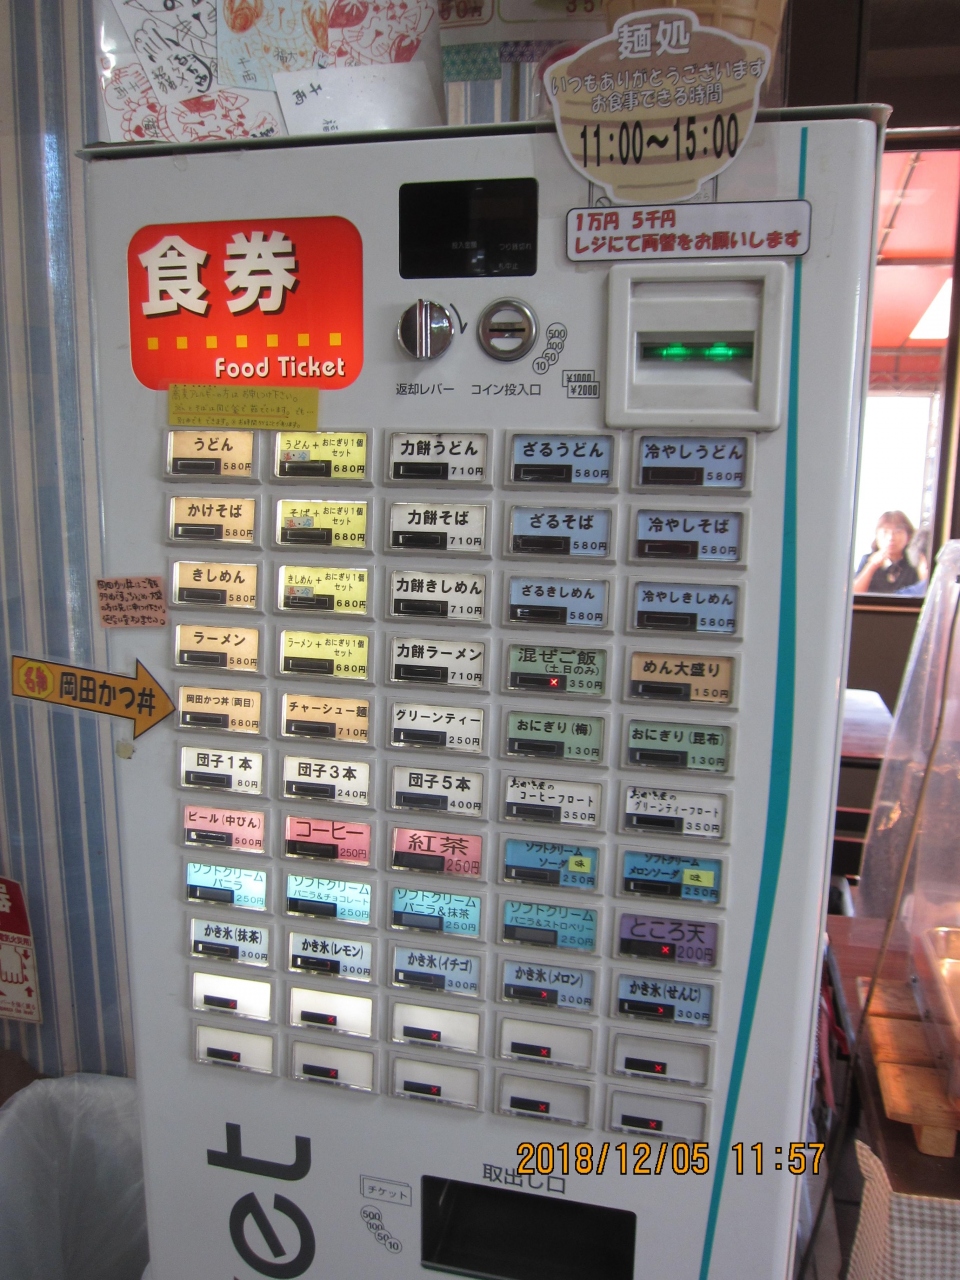 麺処
いつもありがとうございます
お食事できる時間
11:00～15:00
1万円 5千円
レジにて両替をお願いします
食券
Food Ticket
返却レバー
コイン投入口
500
100
50
10
¥1000
¥2000
うどん 580円
うどん+おにぎり1個セット 680円
力餅うどん 710円
ざるうどん 580円
冷やしうどん 580円
かけそば 580円
そば+おにぎり1個セット 680円
力餅そば 710円
ざるそば 580円
冷やしそば 580円
きしめん 580円
きしめん+おにぎり1個セット 680円
力餅きしめん 710円
ざるきしめん 580円
冷やしきしめん 580円
ラーメン 580円
ラーメン+おにぎり1個セット 680円
力餅ラーメン 710円
混ぜご飯(土.日のみ) 350円
めん大盛り 150円
岡田かつ丼
岡田かつ丼(両目) 680円
チャーシュー麺 710円
グリーンティー 250円
おにぎり(梅) 130円
おにぎり(昆布) 130円
団子1本 80円
団子3本 240円
団子5本 400円
コーヒーフロート 350円
グリーンティーフロート 350円
ビール(中びん) 500円
コーヒー 250円
紅茶 250円
ソフトクリームソーダ味 250円
ソフトクリームメロンソーダ味 250円
ソフトクリームバニラ 250円
ソフトクリームバニラ&チョコレート 250円
ソフトクリームバニラ&抹茶 250円
ソフトクリームバニラ&ストロベリー 250円
ところ天 200円
かき氷(抹茶) 300円
かき氷(レモン) 300円
かき氷(イチゴ) 300円
かき氷(メロン) 300円
かき氷(せんじ) 300円
2018/12/05 11:57
取出し口
チケット
500
100
50
10
et